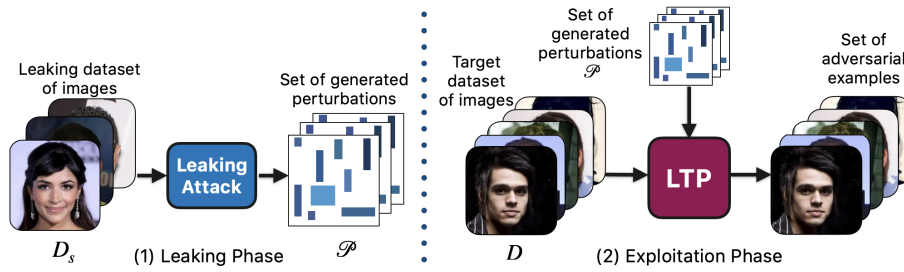 Leaking dataset
of images
Leaking
Attack
Set of generated
perturbations
D_s
(1) Leaking Phase
𝒫
Target
dataset
of images
Set of
generated
perturbations
𝒫
LTP
Set of
adversarial
examples
D
(2) Exploitation Phase